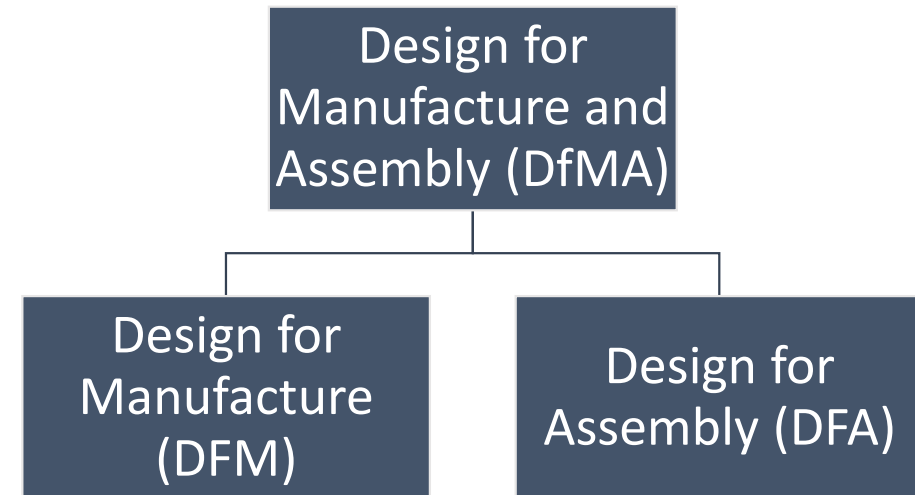 Design for
Manufacture and
Assembly (DfMA)
Design for
Manufacture
(DFM)
Design for
Assembly (DFA)